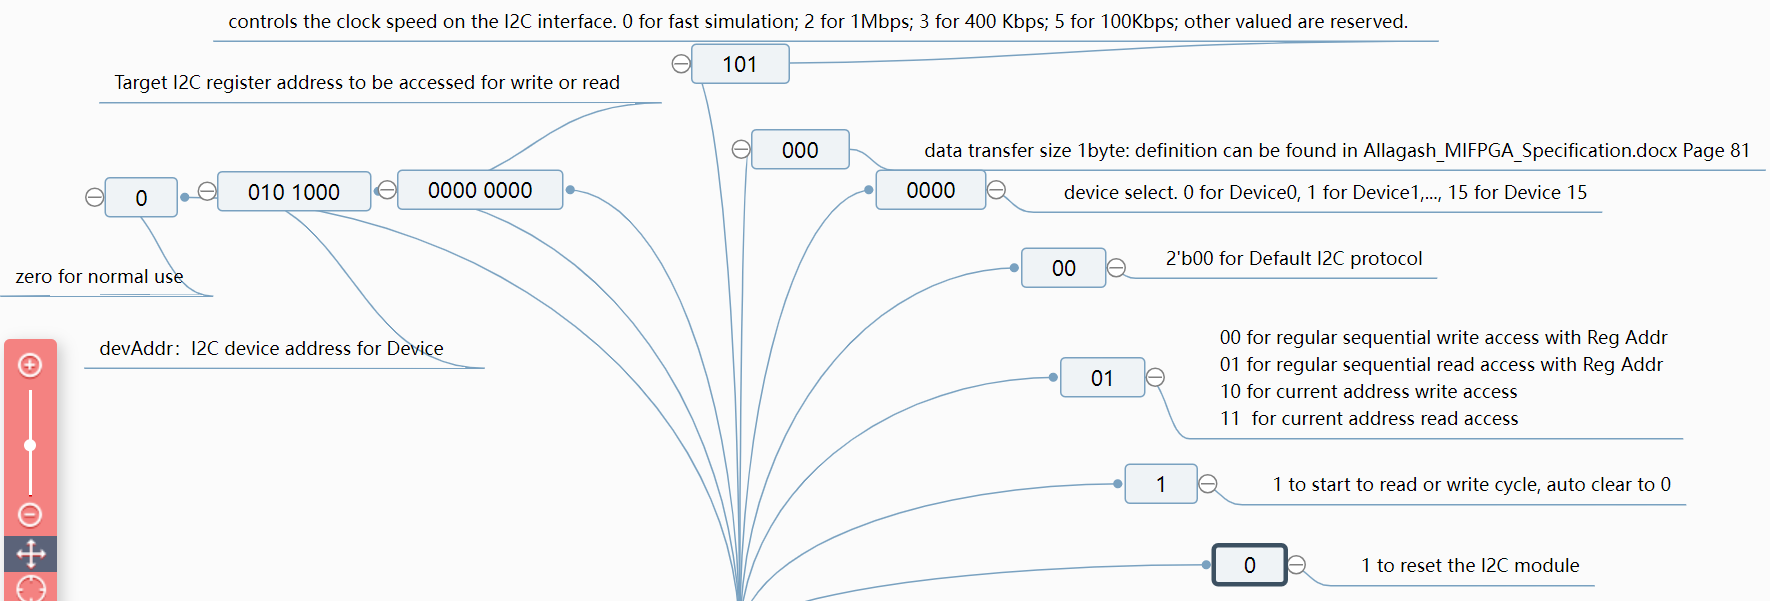 controls the clock speed on the I2C interface. 0 for fast simulation; 2 for 1Mbps; 3 for 400 Kbps; 5 for 100Kbps; other valued are reserved.
101
Target I2C register address to be accessed for write or read
000
data transfer size 1byte: definition can be found in Allagash_MIFPGA_Specification.docx Page 81
0
010 1000
0000 0000
0000
device select. 0 for Device0, 1 for Device1,..., 15 for Device 15
zero for normal use
00
2'b00 for Default I2C protocol
devAddr：I2C device address for Device
01
00 for regular sequential write access with Reg Addr
01 for regular sequential read access with Reg Addr
10 for current address write access
11 for current address read access
1
1 to start to read or write cycle, auto clear to 0
0
1 to reset the I2C module